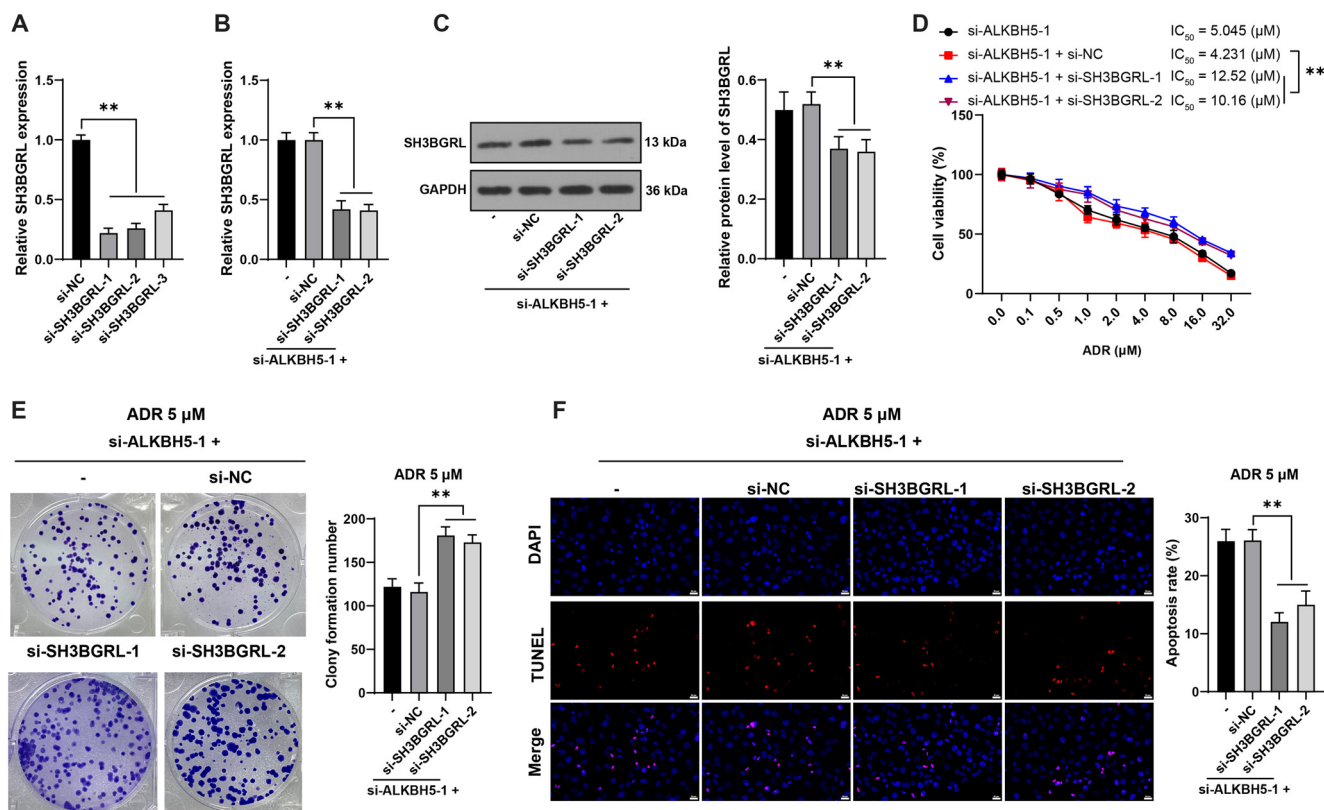 A
Relative SH3BGRL expression
1.5
1.0
0.5
0.0
**
si-NC
si-SH3BGRL-1
si-SH3BGRL-2
si-SH3BGRL-3
B
Relative SH3BGRL expression
1.5
1.0
0.5
0.0
**
-
si-NC
si-SH3BGRL-1
si-SH3BGRL-2
si-ALKBH5-1 +
C
SH3BGRL
13 kDa
GAPDH
36 kDa
-
si-NC
si-SH3BGRL-1
si-SH3BGRL-2
si-ALKBH5-1 +
Relative protein level of SH3BGRL
0.6
0.4
0.2
0.0
**
-
si-NC
si-SH3BGRL-1
si-SH3BGRL-2
si-ALKBH5-1 +
D
si-ALKBH5-1 IC50 = 5.045 (µM)
si-ALKBH5-1 + si-NC IC50 = 4.231 (µM)
si-ALKBH5-1 + si-SH3BGRL-1 IC50 = 12.52 (µM)
si-ALKBH5-1 + si-SH3BGRL-2 IC50 = 10.16 (µM)
**
Cell viability (%)
150
100
50
0
0.0
0.1
0.5
1.0
2.0
4.0
8.0
16.0
32.0
ADR (µM)
E
ADR 5 µM
si-ALKBH5-1 +
-
si-NC
si-SH3BGRL-1
si-SH3BGRL-2
ADR 5 µM
Clony formation number
200
150
100
50
0
**
-
si-NC
si-SH3BGRL-1
si-SH3BGRL-2
si-ALKBH5-1 +
F
ADR 5 µM
si-ALKBH5-1 +
-
si-NC
si-SH3BGRL-1
si-SH3BGRL-2
DAPI
TUNEL
Merge
ADR 5 µM
Apoptosis rate (%)
30
20
10
0
**
-
si-NC
si-SH3BGRL-1
si-SH3BGRL-2
si-ALKBH5-1 +